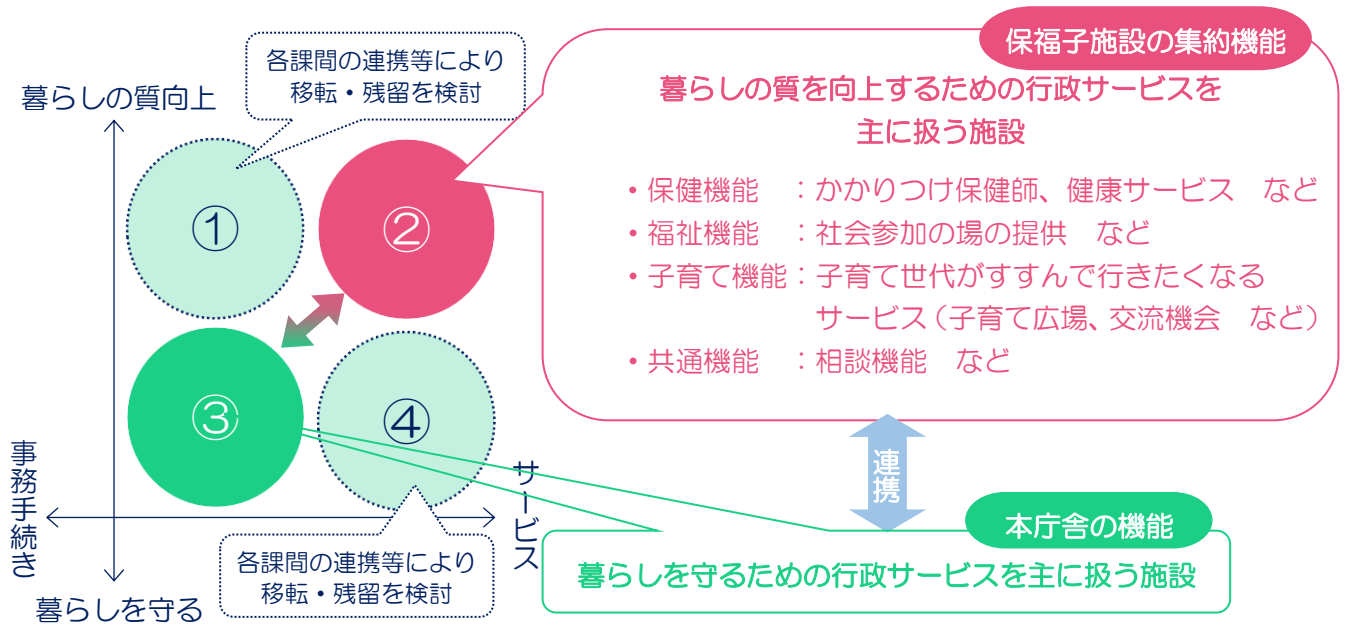 各課間の連携等により
移転・残留を検討
暮らしの質向上
①
②
③
④
事務手続き
サービス
暮らしを守る
各課間の連携等により
移転・残留を検討
保福子施設の集約機能
暮らしの質を向上するための行政サービスを
主に扱う施設
・保健機能　：かかりつけ保健師、健康サービス　など
・福祉機能　：社会参加の場の提供　など
・子育て機能：子育て世代がすすんで行きたくなる
サービス（子育て広場、交流機会　など）
・共通機能　：相談機能　など
連携
本庁舎の機能
暮らしを守るための行政サービスを主に扱う施設